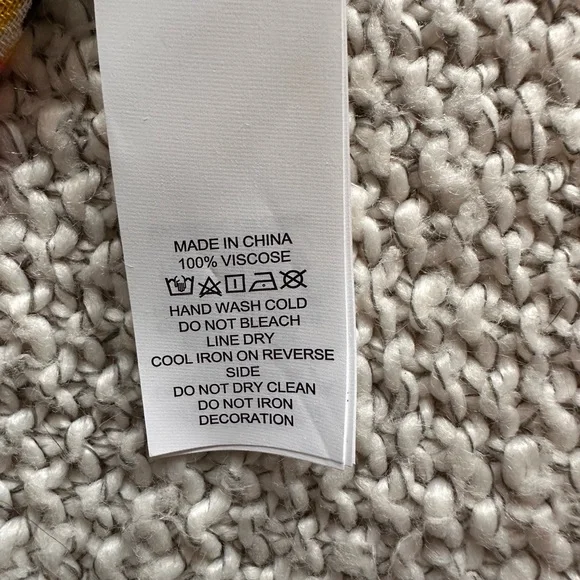 MADE IN CHINA
100% VISCOSE
HAND WASH COLD
DO NOT BLEACH
LINE DRY
COOL IRON ON REVERSE
SIDE
DO NOT DRY CLEAN
DO NOT IRON
DECORATION